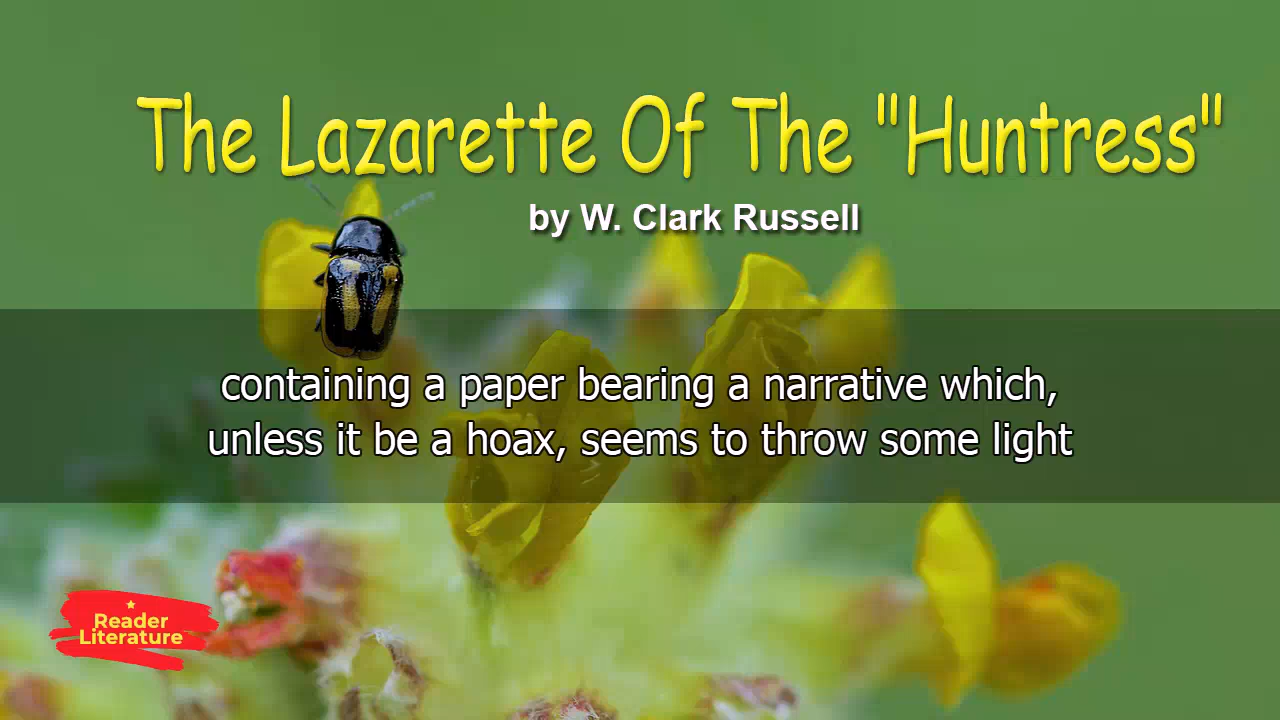 The Lazarette Of The "Huntress"
by W. Clark Russell
containing a paper bearing a narrative which,
unless it be a hoax, seems to throw some light
Reader
Literature